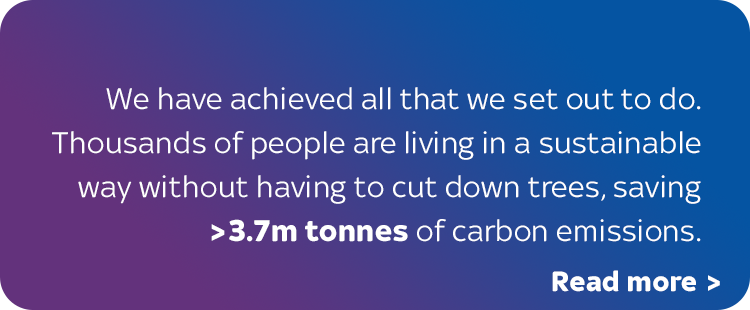 We have achieved all that we set out to do.
Thousands of people are living in a sustainable
way without having to cut down trees, saving
>3.7m tonnes of carbon emissions.
Read more >